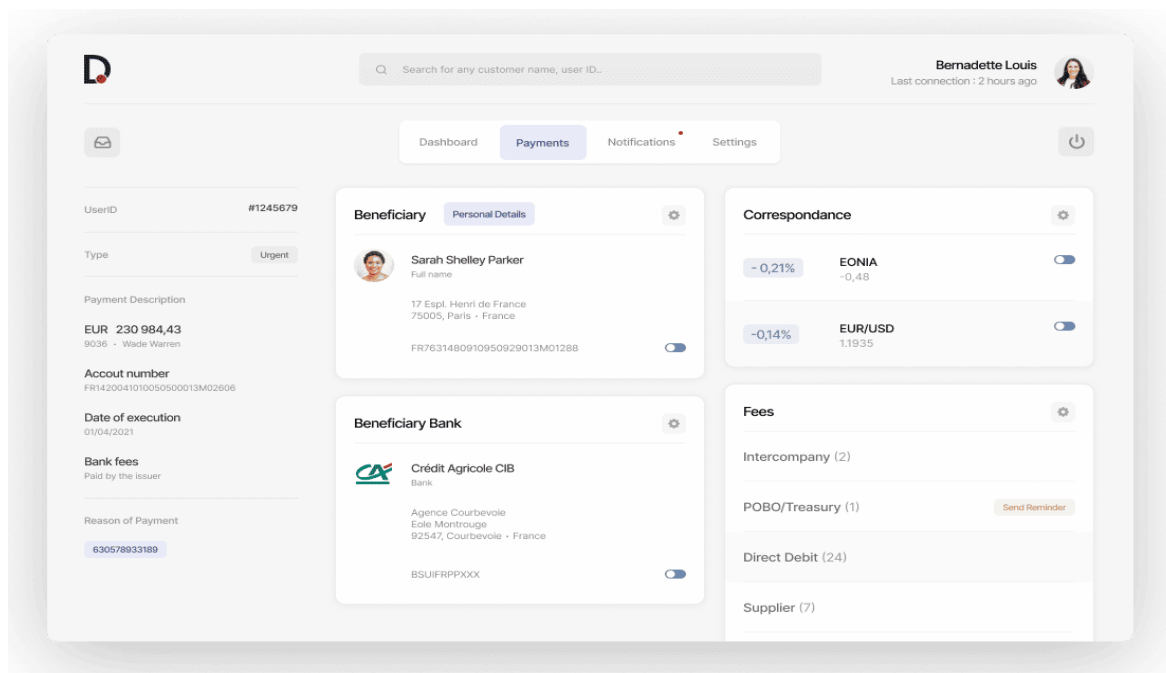 D
Search for any customer name, user ID..
Bernadette Louis
Last connection : 2 hours ago
Dashboard
Payments
Notifications
Settings
UserID
#1245679
Type
Urgent
Payment Description
EUR 230 984,43
9036 • Wade Warren
Accout number
FR1420041010050500013M02606
Date of execution
01/04/2021
Bank fees
Paid by the issuer
Reason of Payment
630578933189
Beneficiary
Personal Details
Sarah Shelley Parker
Full name
17 Espl. Henri de France
75005, Paris • France
FR7631480910950929013M01288
Beneficiary Bank
CA
Crédit Agricole CIB
Bank
Agence Courbevoie
Eole Montrouge
92547, Courbevoie • France
BSUIFRPPXXX
Correspondance
- 0,21%
EONIA
-0,48
-0,14%
EUR/USD
1.1935
Fees
Intercompany (2)
POBO/Treasury (1)
Send Reminder
Direct Debit (24)
Supplier (7)